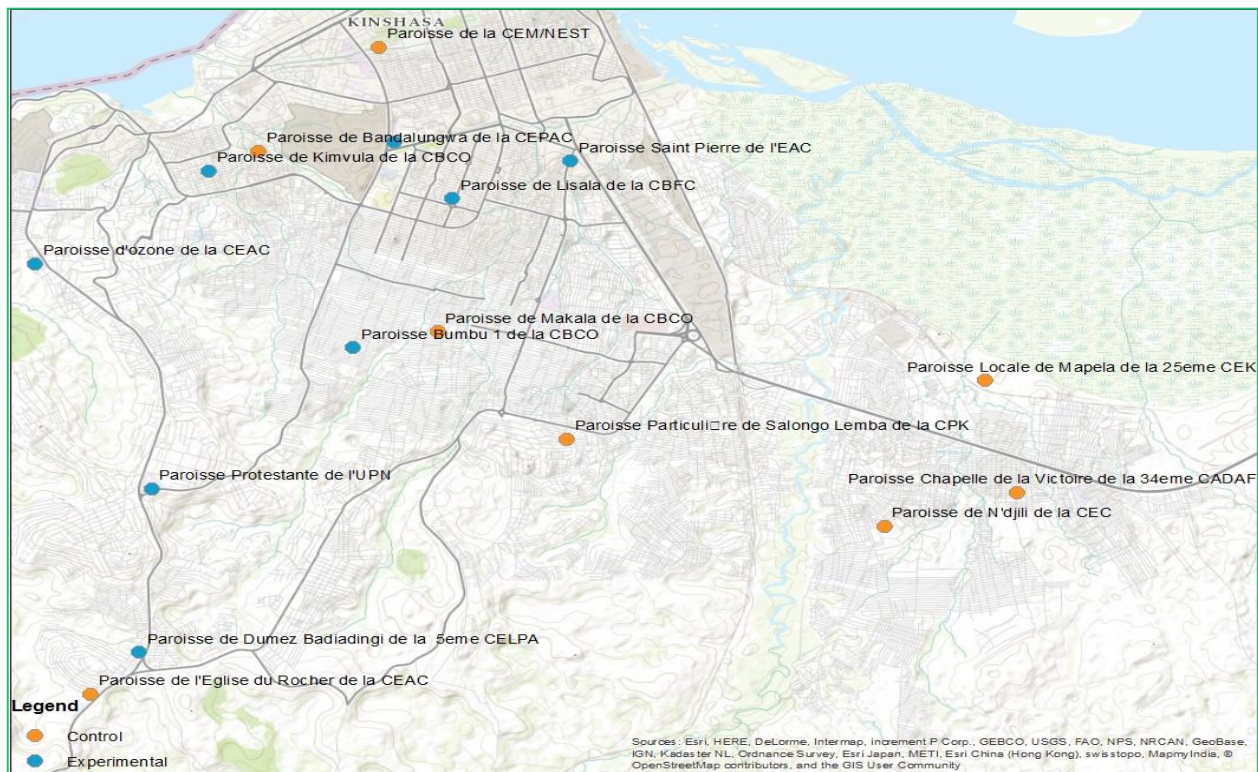 KINSHASA
Paroisse de la CEM/NEST
Paroisse de Bandalungwa de la CEPAC
Paroisse Saint Pierre de l'EAC
Paroisse de Kimvula de la CBCO
Paroisse de Lisala de la CBFC
Paroisse d'ozone de la CEAC
Paroisse de Makala de la CBCO
Paroisse Bumbu 1 de la CBCO
Paroisse Locale de Mapela de la 25eme CEK
Paroisse Particuli□re de Salongo Lemba de la CPK
Paroisse Protestante de l'UPN
Paroisse Chapelle de la Victoire de la 34eme CADAF
Paroisse de N'djili de la CEC
Paroisse de Dumez Badiadingi de la 5eme CELPA
Paroisse de l'Eglise du Rocher de la CEAC
Legend
Control
Experimental
Sources: Esri, HERE, DeLorme, Intermap, increment P Corp., GEBCO, USGS, FAO, NPS, NRCAN, GeoBase,
IGN, Kadaster NL, Ordnance Survey, Esri Japan, METI, Esri China (Hong Kong), swisstopo, MapmyIndia, ©
OpenStreetMap contributors, and the GIS User Community